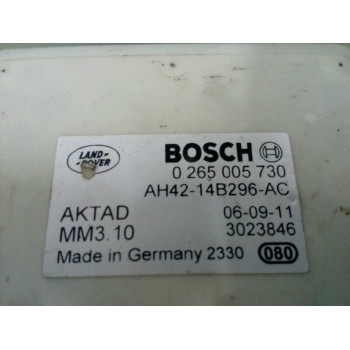 LAND-
ROVER
BOSCH
0 265 005 730
AH42-14B296-AC
AKTAD 06-09-11
MM3.10 3023846
Made in Germany 2330 080